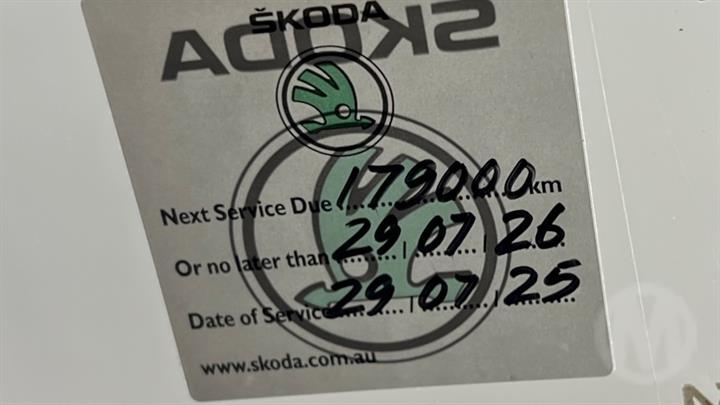 ŠKODA
Next Service Due 179000 km
Or no later than 29 | 07 | 26
Date of Service 29 | 07 | 25
www.skoda.com.au